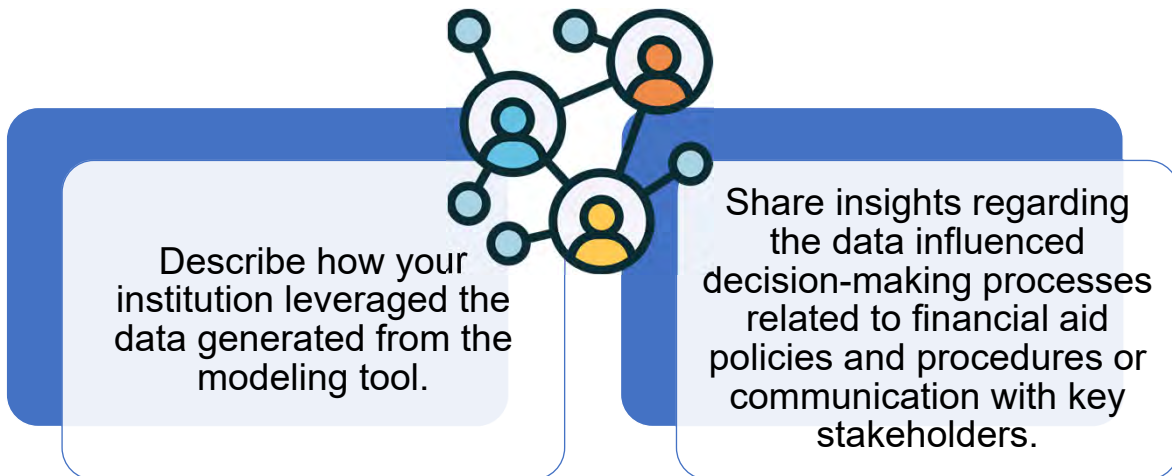 Describe how your
institution leveraged the
data generated from the
modeling tool.
Share insights regarding
the data influenced
decision-making processes
related to financial aid
policies and procedures or
communication with key
stakeholders.